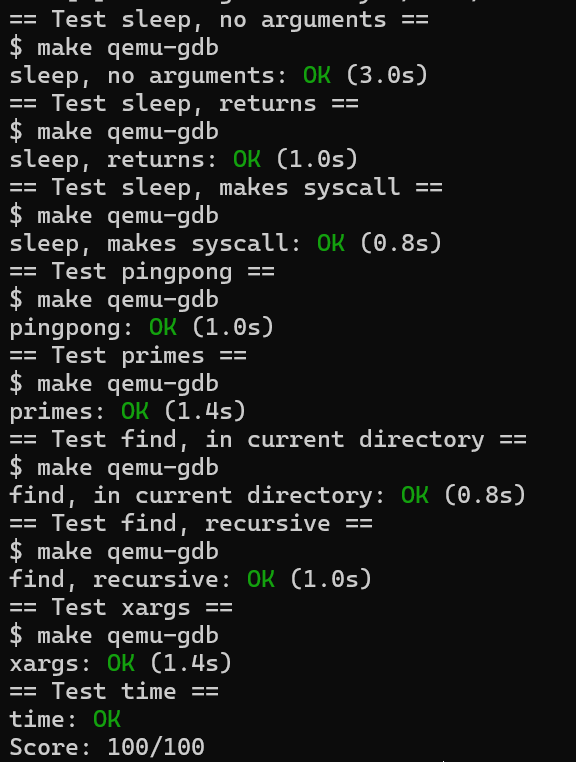 == Test sleep, no arguments ==
$ make qemu-gdb
sleep, no arguments: OK (3.0s)
== Test sleep, returns ==
$ make qemu-gdb
sleep, returns: OK (1.0s)
== Test sleep, makes syscall ==
$ make qemu-gdb
sleep, makes syscall: OK (0.8s)
== Test pingpong ==
$ make qemu-gdb
pingpong: OK (1.0s)
== Test primes ==
$ make qemu-gdb
primes: OK (1.4s)
== Test find, in current directory ==
$ make qemu-gdb
find, in current directory: OK (0.8s)
== Test find, recursive ==
$ make qemu-gdb
find, recursive: OK (1.0s)
== Test xargs ==
$ make qemu-gdb
xargs: OK (1.4s)
== Test time ==
time: OK
Score: 100/100